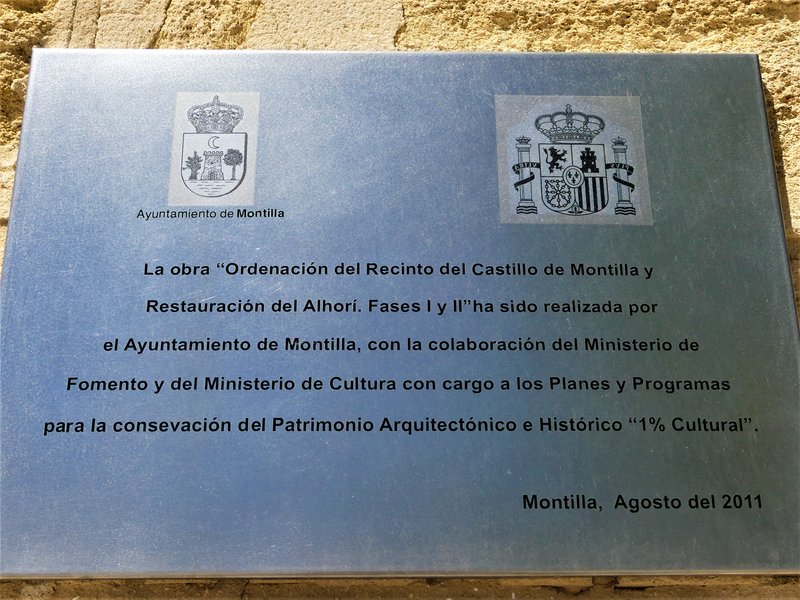 Ayuntamiento de Montilla
La obra “Ordenación del Recinto del Castillo de Montilla y
Restauración del Alhorí. Fases I y II”ha sido realizada por
el Ayuntamiento de Montilla, con la colaboración del Ministerio de
Fomento y del Ministerio de Cultura con cargo a los Planes y Programas
para la consevación del Patrimonio Arquitectónico e Histórico “1% Cultural”.
Montilla, Agosto del 2011